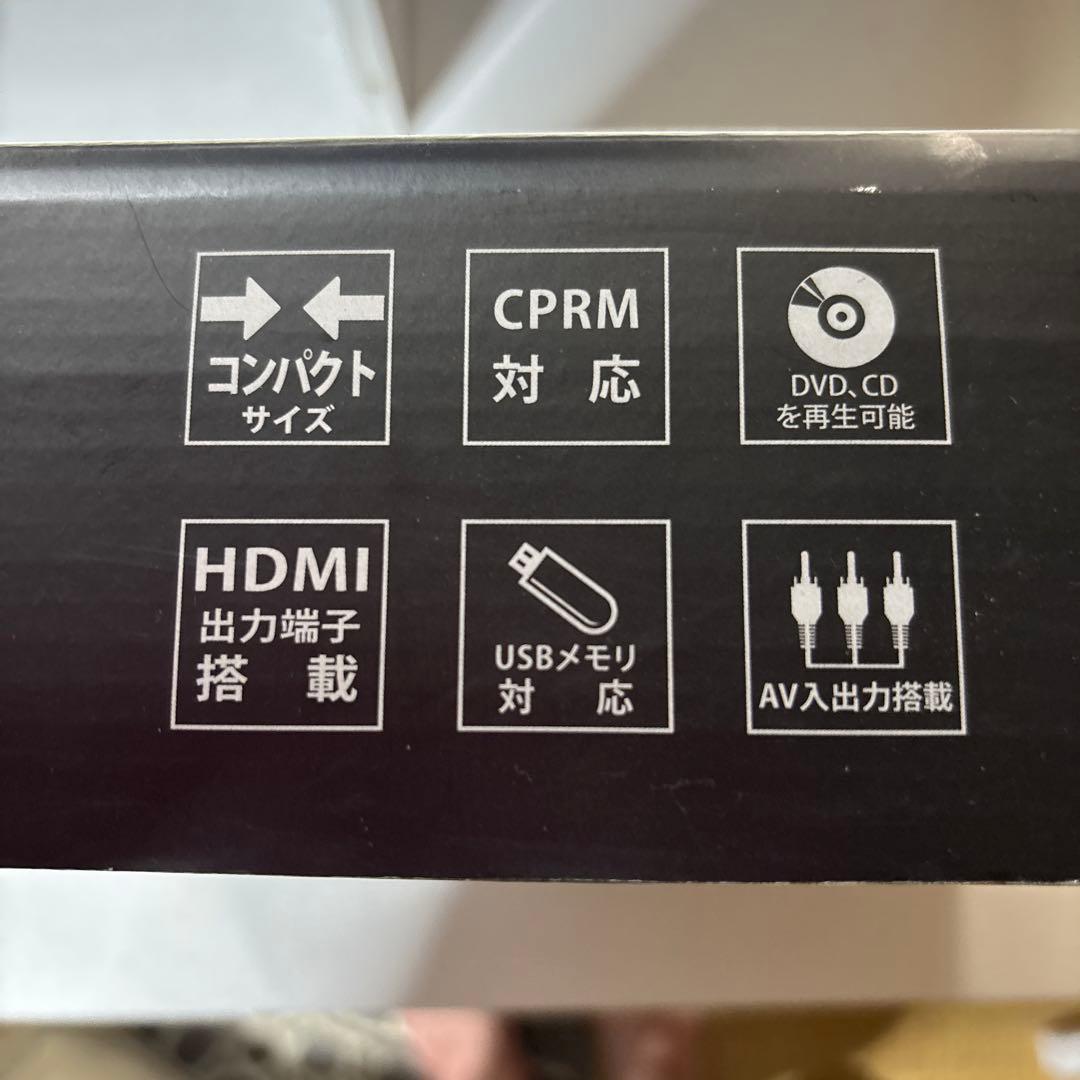 コンパクト
サイズ
CPRM
対応
DVD、CD
を再生可能
HDMI
出力端子
搭載
USBメモリ
対応
AV入出力搭載